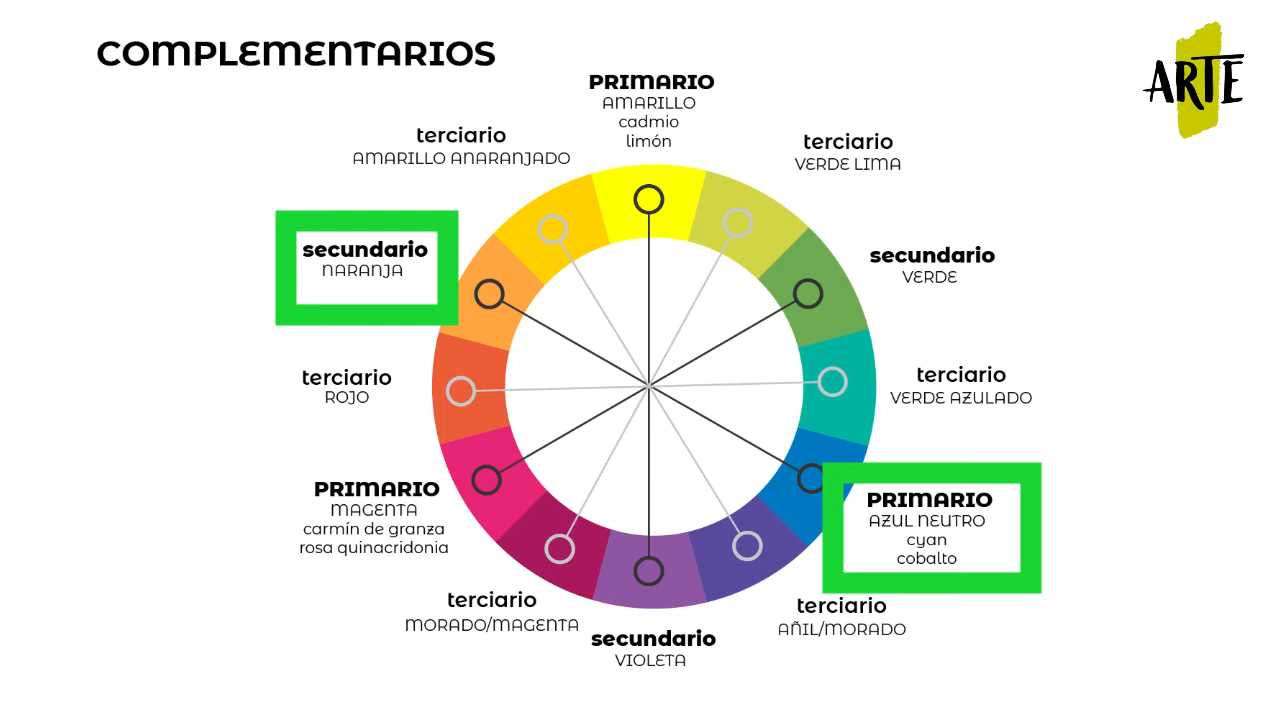 COMPLEMENTARIOS
ARTE
PRIMARIO
AMARILLO
cadmio
limón
terciario
AMARILLO ANARANJADO
terciario
VERDE LIMA
secundario
NARANJA
secundario
VERDE
terciario
ROJO
terciario
VERDE AZULADO
PRIMARIO
MAGENTA
carmín de granza
rosa quinacridonia
PRIMARIO
AZUL NEUTRO
cyan
cobalto
terciario
MORADO/MAGENTA
secundario
VIOLETA
terciario
AÑIL/MORADO